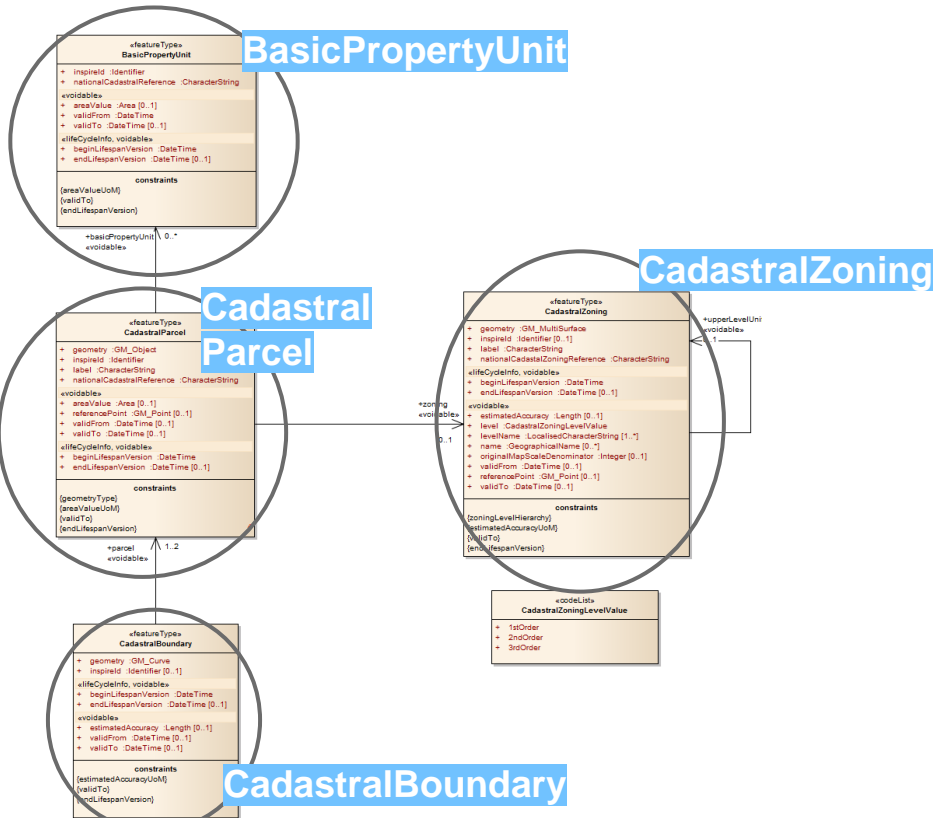 «featureType»
BasicPropertyUnit
BasicPropertyUnit
+ inspireId :Identifier
+ nationalCadastralReference :CharacterString
«voidable»
+ areaValue :Area [0..1]
+ validFrom :DateTime
+ validTo :DateTime [0..1]
«lifeCycleInfo, voidable»
+ beginLifespanVersion :DateTime
+ endLifespanVersion :DateTime [0..1]
constraints
{areaValueUoM}
{validTo}
{endLifespanVersion}
+basicPropertyUnit 0..*
«voidable»
«featureType»
CadastralParcel
Cadastral
Parcel
+ geometry :GM_Object
+ inspireId :Identifier
+ label :CharacterString
+ nationalCadastralReference :CharacterString
«voidable»
+ areaValue :Area [0..1]
+ referencePoint :GM_Point [0..1]
+ validFrom :DateTime [0..1]
+ validTo :DateTime [0..1]
«lifeCycleInfo, voidable»
+ beginLifespanVersion :DateTime
+ endLifespanVersion :DateTime [0..1]
constraints
{geometryType}
{areaValueUoM}
{validTo}
{endLifespanVersion}
+zoning
«voidable»
0..1
CadastralZoning
«featureType»
CadastralZoning
+ geometry :GM_MultiSurface
+ inspireId :Identifier [0..1]
+ label :CharacterString
+ nationalCadastalZoningReference :CharacterString
«lifeCycleInfo, voidable»
+ beginLifespanVersion :DateTime
+ endLifespanVersion :DateTime [0..1]
«voidable»
+ estimatedAccuracy :Length [0..1]
+ level :CadastralZoningLevelValue
+ levelName :LocalisedCharacterString [1..*]
+ name :GeographicalName [0..*]
+ originalMapScaleDenominator :Integer [0..1]
+ validFrom :DateTime [0..1]
+ referencePoint :GM_Point [0..1]
+ validTo :DateTime [0..1]
constraints
{zoningLevelHierarchy}
{estimatedAccuracyUoM}
{validTo}
{endLifespanVersion}
+upperLevelUni
«voidable»
0..1
«codeList»
CadastralZoningLevelValue
+ 1stOrder
+ 2ndOrder
+ 3rdOrder
+parcel 1..2
«voidable»
«featureType»
CadastralBoundary
+ geometry :GM_Curve
+ inspireId :Identifier [0..1]
«lifeCycleInfo, voidable»
+ beginLifespanVersion :DateTime
+ endLifespanVersion :DateTime [0..1]
«voidable»
+ estimatedAccuracy :Length [0..1]
+ validFrom :DateTime [0..1]
+ validTo :DateTime [0..1]
constraints
{estimatedAccuracyUoM}
{validTo}
{endLifespanVersion}
CadastralBoundary